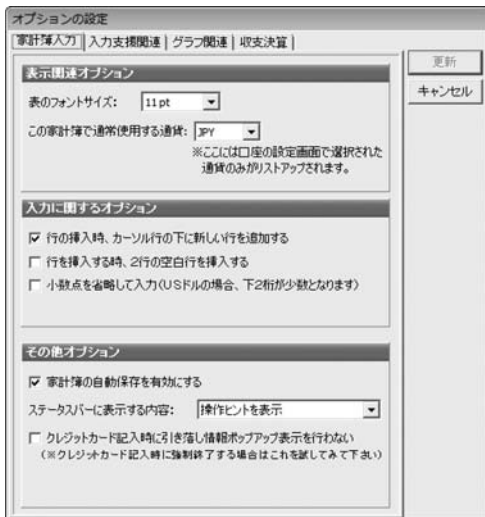 オプションの設定
家計簿入力 入力支援関連 グラフ関連 収支決算
更新
キャンセル
表示関連オプション
表のフォントサイズ: 11 pt
この家計簿で通常使用する通貨: JPY
※ここには口座の設定画面で選択された
通貨のみがリストアップされます。
入力に関するオプション
行の挿入時、カーソル行の下に新しい行を追加する
行を挿入する時、2行の空白行を挿入する
小数点を省略して入力(USドルの場合、下2桁が少数となります)
その他オプション
家計簿の自動保存を有効にする
ステータスバーに表示する内容: 操作ヒントを表示
クレジットカード記入時に引き落し情報ポップアップ表示を行わない
(※クレジットカード記入時に強制終了する場合はこれを試してみて下さい)